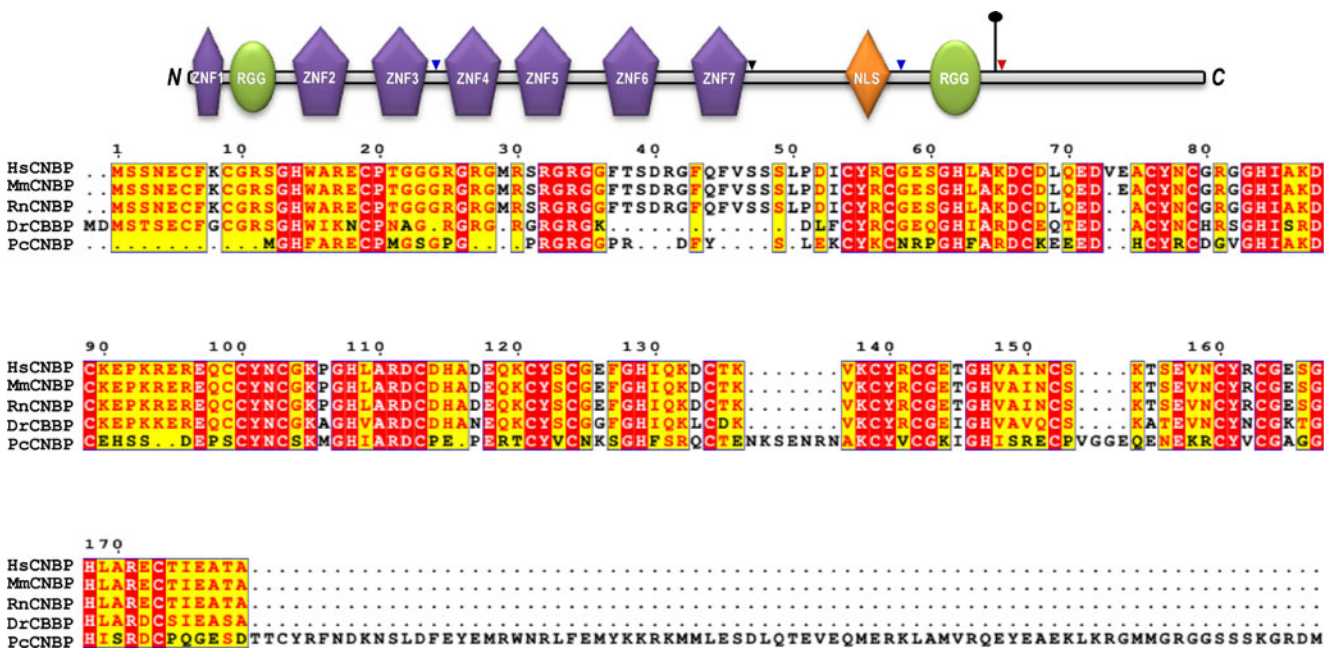 N ZNF1 RGG ZNF2 ZNF3 ZNF4 ZNF5 ZNF6 ZNF7 NLS RGG C
1 10 20 30 40 50 60 70 80
HsCNBP ..MSSNECFKCGRSGHWARECPTGGGRGRGMRSRGRGGFTSDRGFQFVSSSLPDICYRCGESGHLAKDCDLQEDVEACYNCGRGGHIAKD
MmCNBP ..MSSNECFKCGRSGHWARECPTGGGRGRGMRSRGRGGFTSDRGFQFVSSSLPDICYRCGESGHLAKDCDLQED.EACYNCGRGGHIAKD
RnCNBP ..MSSNECFKCGRSGHWARECPTGGGRGRGMRSRGRGGFTSDRGFQFVSSSLPDICYRCGESGHLAKDCDLQED..ACYNCGRGGHIAKD
DrCBBP MDMSTSECFGCGRSGHWIKNCPNAG.RGRG.RGRGRGK..............DLFCYRCGEQGHIARDCEQTED..ACYNCHRSGHISRD
PcCNBP .............MGHFARECPMGSGPG....PRGRGGPR..DFY.....S.LEKCYKCNRPGHFARDCKEEED..HCYRCDGVGHIAKD
90 100 110 120 130 140 150 160
HsCNBP CKEPKREREQCCYNCGKPGHLARDCDHADEQKCYSCGEFGHIQKDCTK.......VKCYRCGETGHVAINCS....KTSEVNCYRCGESG
MmCNBP CKEPKREREQCCYNCGKPGHLARDCDHADEQKCYSCGEFGHIQKDCTK.......VKCYRCGETGHVAINCS....KTSEVNCYRCGESG
RnCNBP CKEPKREREQCCYNCGKPGHLARDCDHADEQKCYSCGEFGHIQKDCTK.......VKCYRCGETGHVAINCS....KTSEVNCYRCGESG
DrCBBP CKEPKKEREQCCYNCGKAGHVARDCDHANEQKCYSCGEFGHIQKLCDK.......VKCYRCGEIGHVAVQCS....KATEVNCYNCGKTG
PcCNBP CEHSS..DEPSCYNCSKMGHIARDCPE.PERTCYVCNKSGHFSRQCTENKSENRNAKCYVCGKIGHISRECPVGGEQENEKRCYVCGAGG
170
HsCNBP HLARECTIEATA..............................................................................
MmCNBP HLARECTIEATA..............................................................................
RnCNBP HLARECTIEATA..............................................................................
DrCBBP HLARDCSIEASA..............................................................................
PcCNBP HISRDCPQGESDTTCYRFNDKNSLDFEYEMRWNRLFEMYKKRKMMLESDLQTEVEQMERKLAMVRQEYEAEKLKRGMMGRGGSSSKGRDM